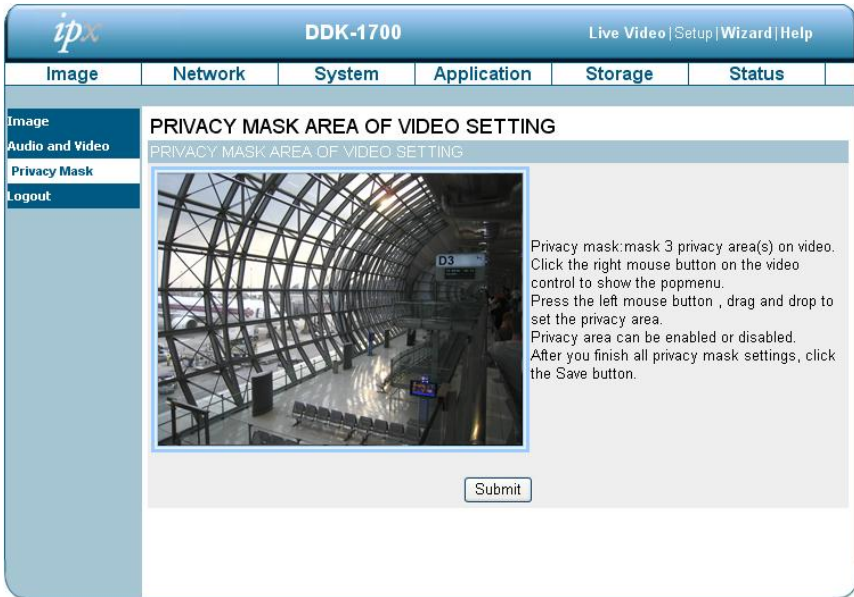 ipx
DDK-1700
Live Video | Setup | Wizard | Help
Image
Network
System
Application
Storage
Status
Image
Audio and Video
Privacy Mask
Logout
PRIVACY MASK AREA OF VIDEO SETTING
PRIVACY MASK AREA OF VIDEO SETTING
D3
Privacy mask:mask 3 privacy area(s) on video.
Click the right mouse button on the video
control to show the popmenu.
Press the left mouse button , drag and drop to
set the privacy area.
Privacy area can be enabled or disabled.
After you finish all privacy mask settings, click
the Save button.
Submit